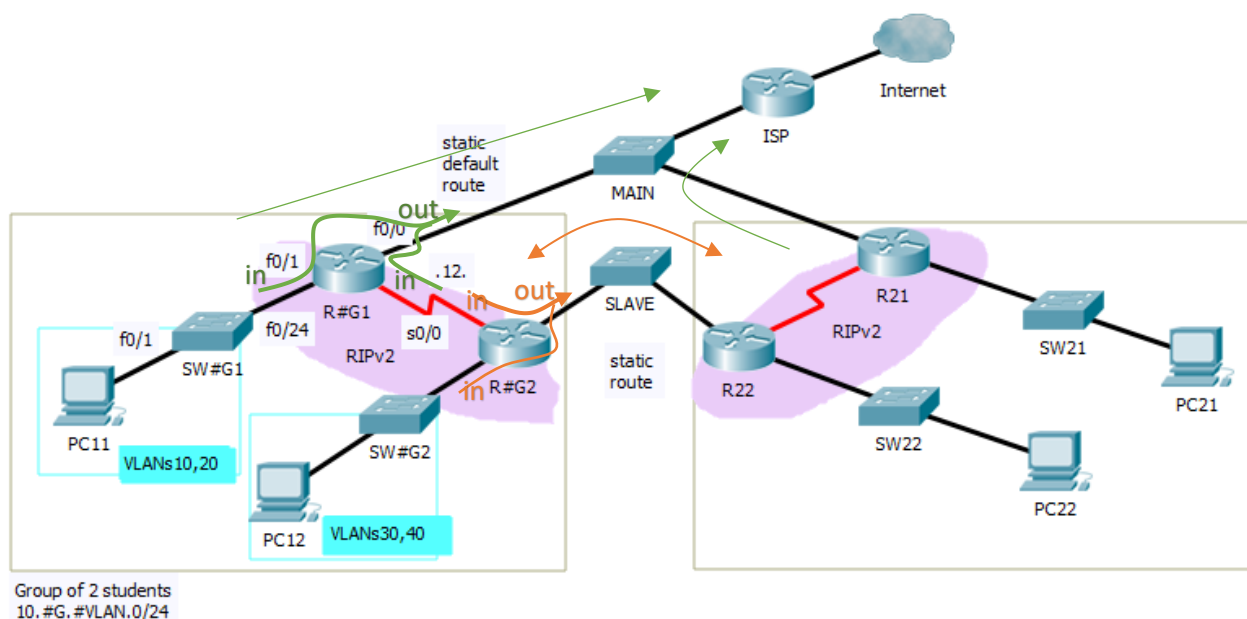 Internet
ISP
static
default
route
MAIN
out
f0/0
f0/1
in
in
.12.
in
out
SLAVE
R#G1
R21
f0/24
s0/0
f0/1
RIPv2
RIPv2
SW#G1
R#G2
static
route
in
R22
SW21
PC11
SW#G2
SW22
PC21
VLANs10,20
PC12
VLANs30,40
PC22
Group of 2 students
10.#G.#VLAN.0/24